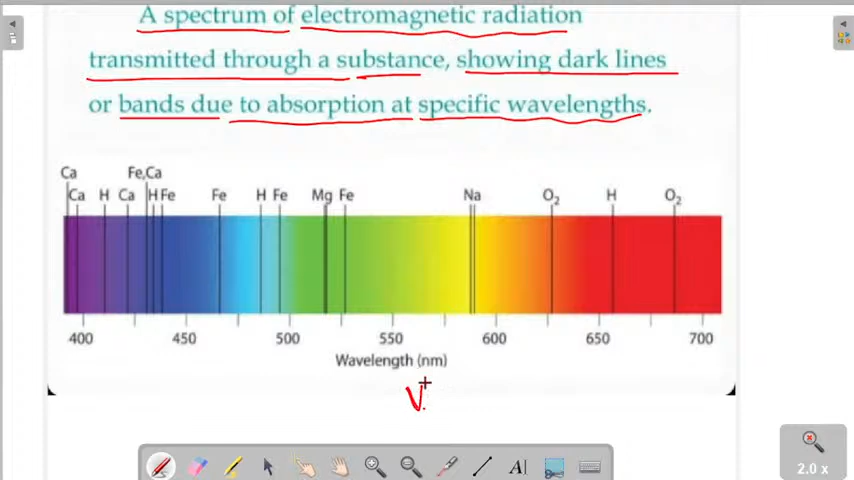 A spectrum of electromagnetic radiation
transmitted through a substance, showing dark lines
or bands due to absorption at specific wavelengths.
Ca Fe,Ca
Ca H Ca H Fe Fe H Fe Mg Fe Na O₂ H O₂
400 450 500 550 600 650 700
Wavelength (nm)
V
A
2.0 x